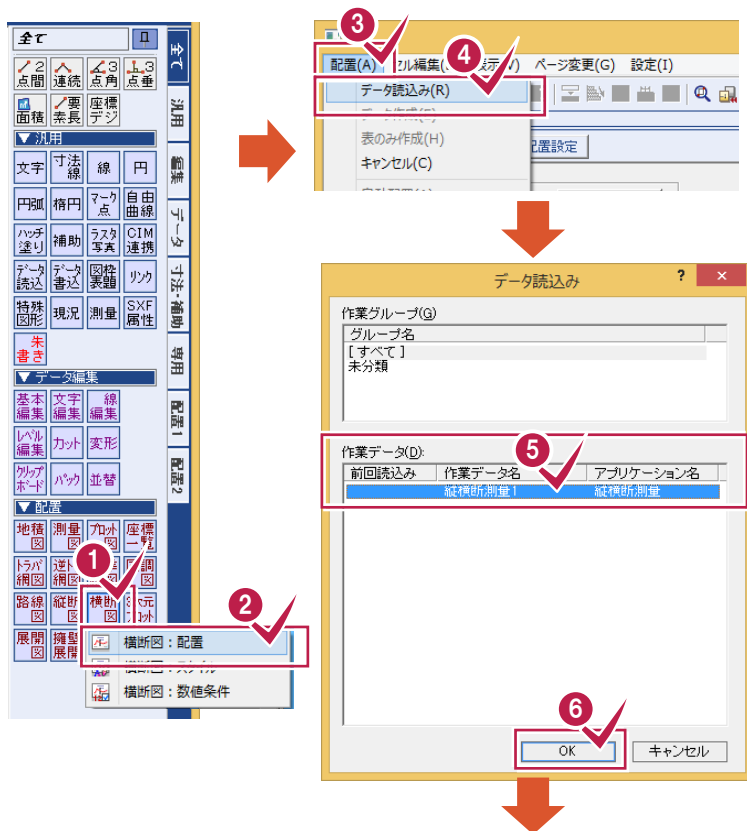 全て
2点間 連続 3点角 3点垂
面積 要素長 座標デジ
▼ 汎用
文字 寸法線 線 円
円弧 楕円 マーク点 自由曲線
ハッチ塗り 補助 ラスタ写真 CIM連携
データ読込 データ書込 図枠表題 リンク
特殊図形 現況 測量 SXF属性
朱書き
▼ データ編集
基本編集 文字編集 線編集
レベル編集 カット 変形
クリップボード パック 並替
▼ 配置
地積図 測量図 プロット図 座標一覧
トラバ網図
路線図 縦断図 横断図
展開図 擁壁展開
1
2
横断図：配置
横断図：スタイル
横断図：数値条件
全て
汎用
編集
データ
寸法・補助
専用
配置1
配置2
3
4
配置(A) セル編集 ページ変更(G) 設定(I)
データ読込み(R)
表のみ作成(H)
キャンセル(C)
配置設定
データ読込み ? ×
作業グループ(G)
グループ名
[すべて]
未分類
作業データ(D):
5
前回読込み 作業データ名 アプリケーション名
縦横断測量1 縦横断測量
6
OK キャンセル